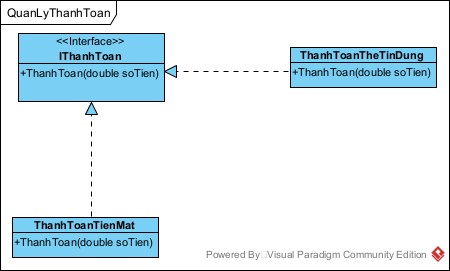 QuanLyThanhToan
<<Interface>>
IThanhToan
+ThanhToan(double soTien)
ThanhToanTheTinDung
+ThanhToan(double soTien)
ThanhToanTienMat
+ThanhToan(double soTien)
Powered By Visual Paradigm Community Edition